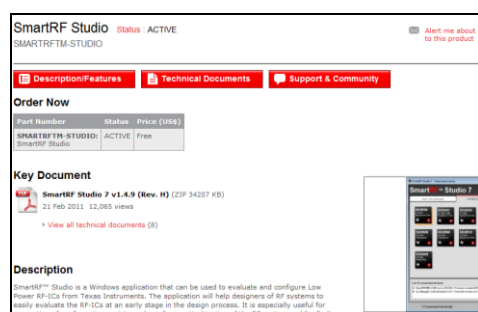 SmartRF Studio Status : ACTIVE
SMARTRFTM-STUDIO
Alert me about
to this product
Description/Features
Technical Documents
Support & Community
Order Now
Part Number Status Price (US$)
SMARTRFTM-STUDIO: ACTIVE Free
SmartRF Studio
Key Document
SmartRF Studio 7 v1.4.9 (Rev. H) (ZIP 34207 KB)
21 Feb 2011 12,065 views
View all technical documents (8)
SmartRF™ Studio 7
Description
SmartRF™ Studio is a Windows application that can be used to evaluate and configure Low
Power RF-ICs from Texas Instruments. The application will help designers of RF systems to
easily evaluate the RF-ICs at an early stage in the design process. It is especially useful for